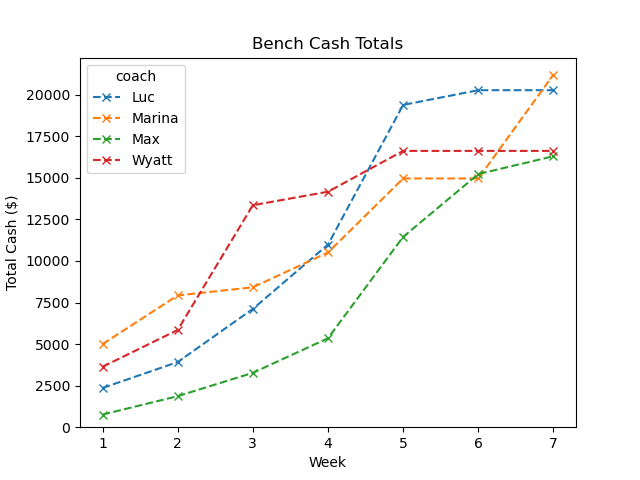 Bench Cash Totals
coach
Luc
Marina
Max
Wyatt
Total Cash ($)
20000
17500
15000
12500
10000
7500
5000
2500
0
1 2 3 4 5 6 7
Week